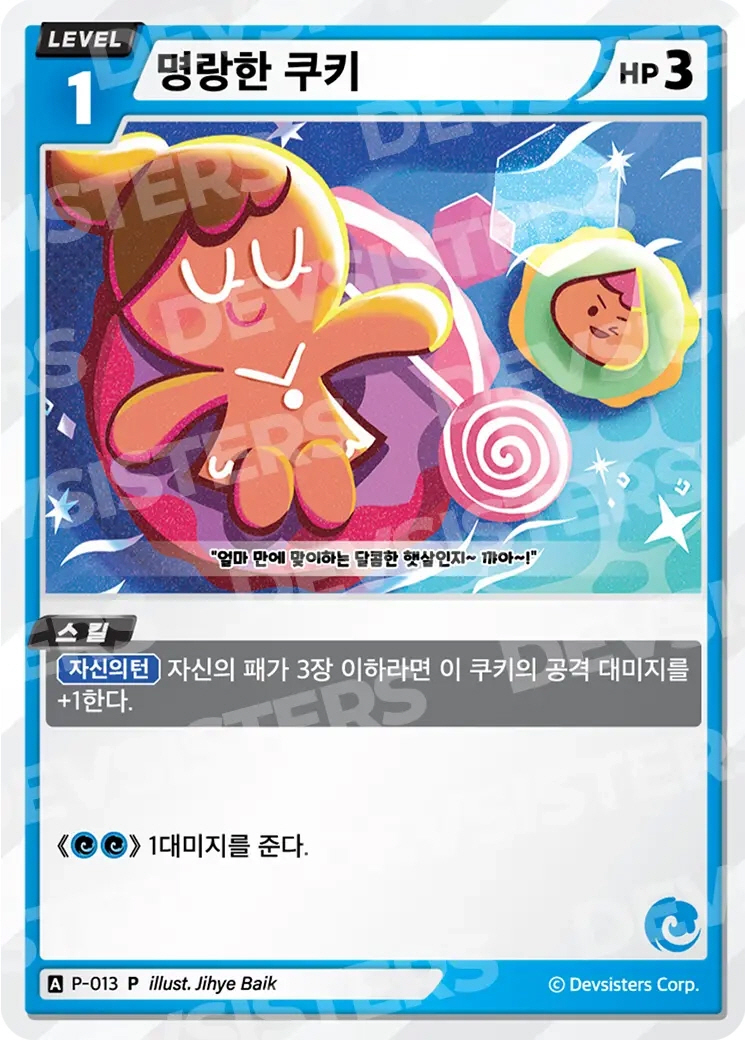 LEVEL
1
명랑한 쿠키
HP 3
"얼마 만에 맞이하는 달콤한 햇살인지~ 꺄아~!"
스킬
자신의턴 자신의 패가 3장 이하라면 이 쿠키의 공격 대미지를
+1한다.
《》 1대미지를 준다.
A P-013 P illust. Jihye Baik
© Devsisters Corp.
DEVSISTERS